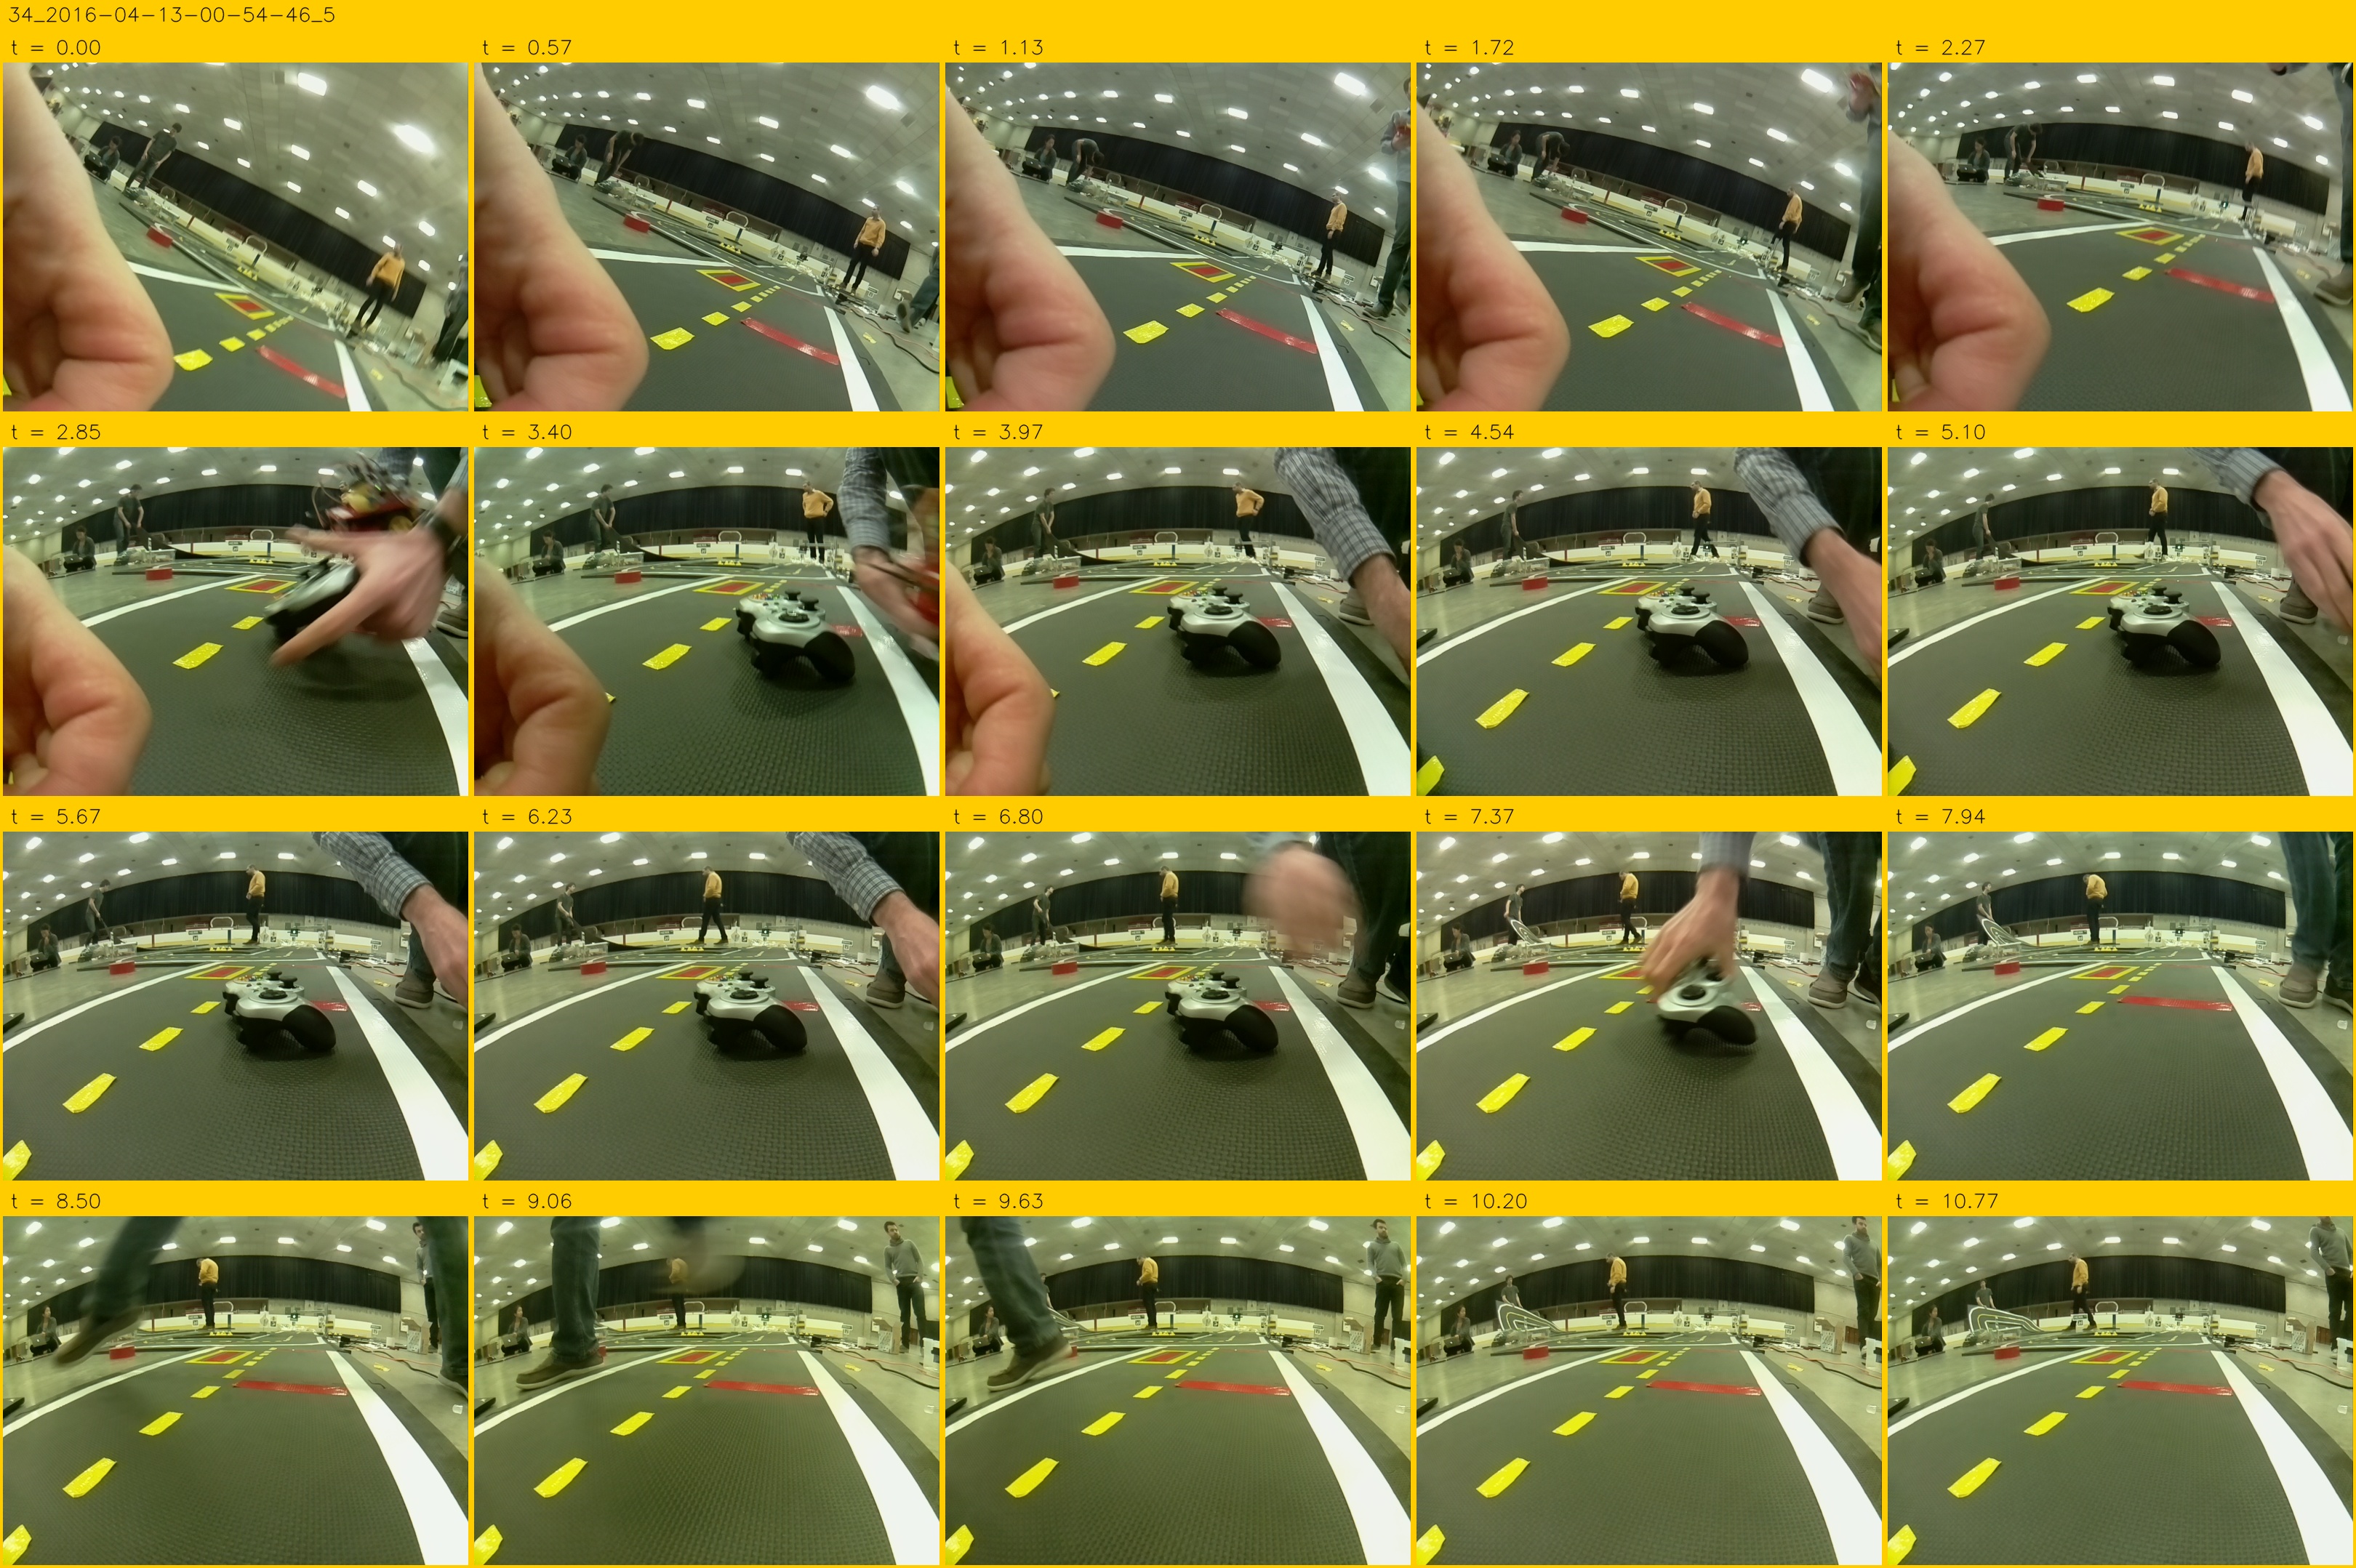 34_2016-04-13-00-54-46_5
t = 0.00
t = 0.57
t = 1.13
t = 1.72
t = 2.27
t = 2.85
t = 3.40
t = 3.97
t = 4.54
t = 5.10
t = 5.67
t = 6.23
t = 6.80
t = 7.37
t = 7.94
t = 8.50
t = 9.06
t = 9.63
t = 10.20
t = 10.77